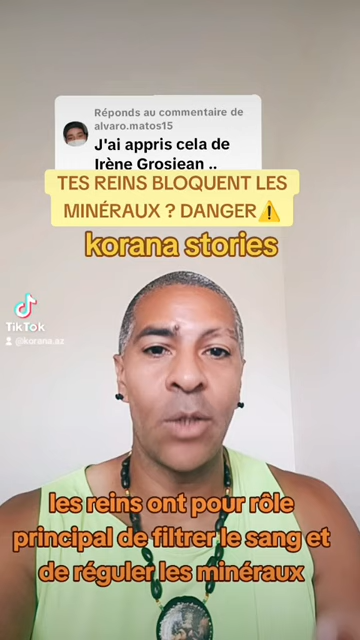 Réponds au commentaire de
alvaro.matos15
J'ai appris cela de
Irène Grosjean ..
TES REINS BLOQUENT LES
MINÉRAUX ? DANGER⚠️
korana stories
TikTok
@korana.az
les reins ont pour rôle
principal de filtrer le sang et
de réguler les minéraux